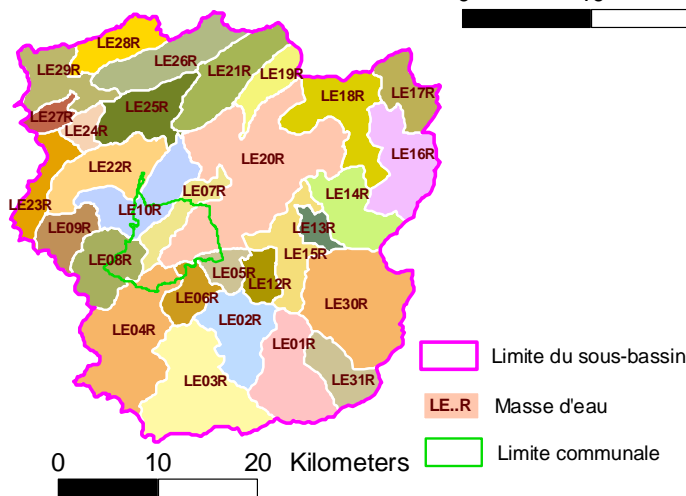 LE28R
LE26R
LE29R
LE21R
LE19R
LE18R
LE17R
LE25R
LE27R
LE24R
LE20R
LE16R
LE22R
LE07R
LE14R
LE23R
LE10R
LE09R
LE13R
LE08R
LE15R
LE05R
LE12R
LE06R
LE30R
LE02R
LE04R
LE01R
LE03R
LE31R
Limite du sous-bassin
LE..R Masse d'eau
Limite communale
0 10 20 Kilometers